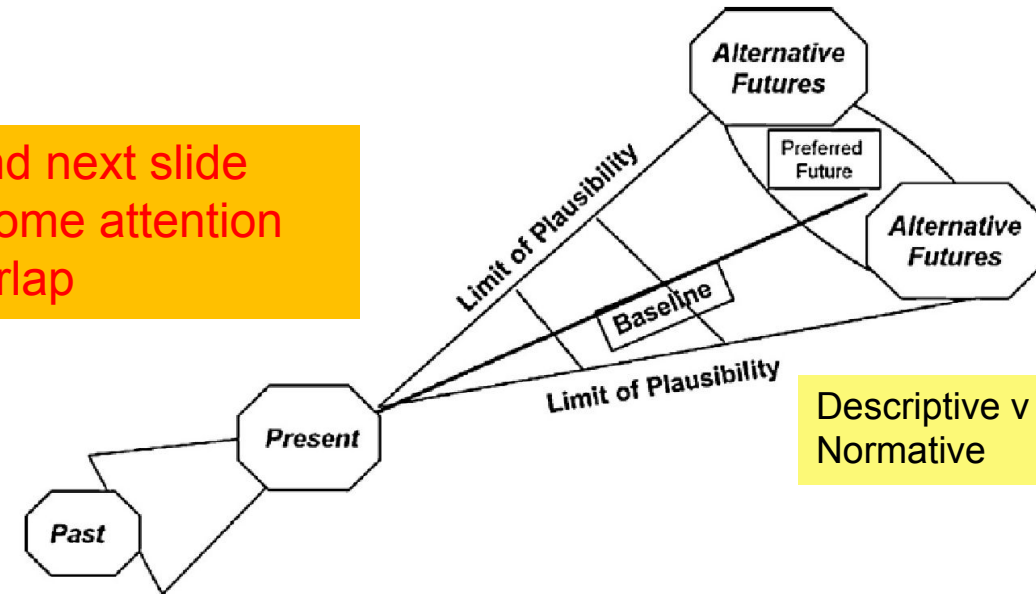 nd next slide
ome attention
rlap
Alternative
Futures
Preferred
Future
Alternative
Futures
Limit of Plausibility
Baseline
Limit of Plausibility
Descriptive v
Normative
Present
Past